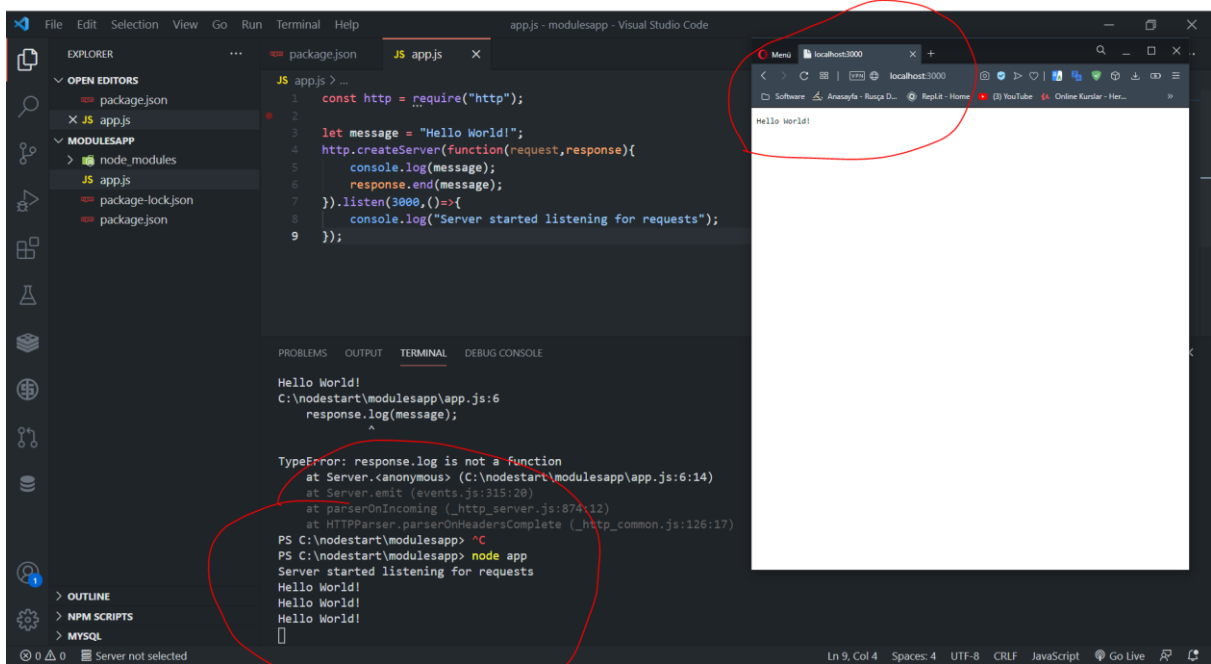 File Edit Selection View Go Run Terminal Help app.js - modulesapp - Visual Studio Code
EXPLORER
OPEN EDITORS
package.json
JS app.js
MODULESAPP
node_modules
JS app.js
package-lock.json
package.json
OUTLINE
NPM SCRIPTS
MYSQL
package.json JS app.js
JS app.js > ...
1 const http = require("http");
2
3 let message = "Hello World!";
4 http.createServer(function(request,response){
5 console.log(message);
6 response.end(message);
7 }).listen(3000,()=>{
8 console.log("Server started listening for requests");
9 });
PROBLEMS OUTPUT TERMINAL DEBUG CONSOLE
Hello World!
C:\nodestart\modulesapp\app.js:6
response.log(message);
^
TypeError: response.log is not a function
at Server.<anonymous> (C:\nodestart\modulesapp\app.js:6:14)
at Server.emit (events.js:315:20)
at parserOnIncoming (_http_server.js:874:12)
at HTTPParser.parserOnHeadersComplete (_http_common.js:126:17)
PS C:\nodestart\modulesapp> ^C
PS C:\nodestart\modulesapp> node app
Server started listening for requests
Hello World!
Hello World!
Hello World!
Menü localhost:3000
VPN localhost:3000
Software Anasayfa - Rusça D... Repl.it - Home (3) YouTube Online Kurslar - Her...
Hello World!
1
0 0 Server not selected Ln 9, Col 4 Spaces: 4 UTF-8 CRLF JavaScript Go Live